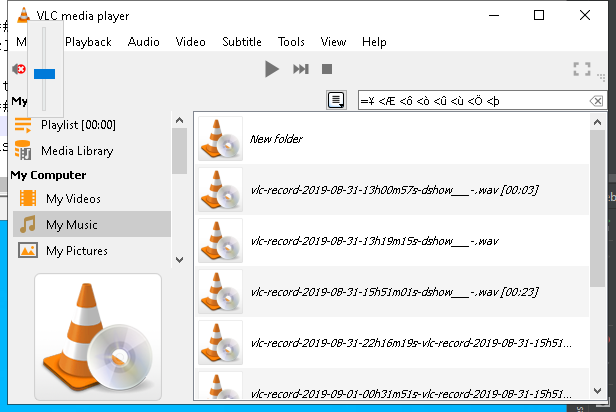 VLC media player
Playback Audio Video Subtitle Tools View Help
=¥ <Æ <ô <ò <û <ù <Ö <þ
Playlist [00:00]
Media Library
My Computer
My Videos
My Music
My Pictures
New folder
vlc-record-2019-08-31-13h00m57s-dshow___-.wav [00:03]
vlc-record-2019-08-31-13h19m15s-dshow___-.wav
vlc-record-2019-08-31-15h51m01s-dshow___-.wav [00:23]
vlc-record-2019-08-31-22h16m19s-vlc-record-2019-08-31-15h51...
vlc-record-2019-09-01-00h31m51s-vlc-record-2019-08-31-15h51...